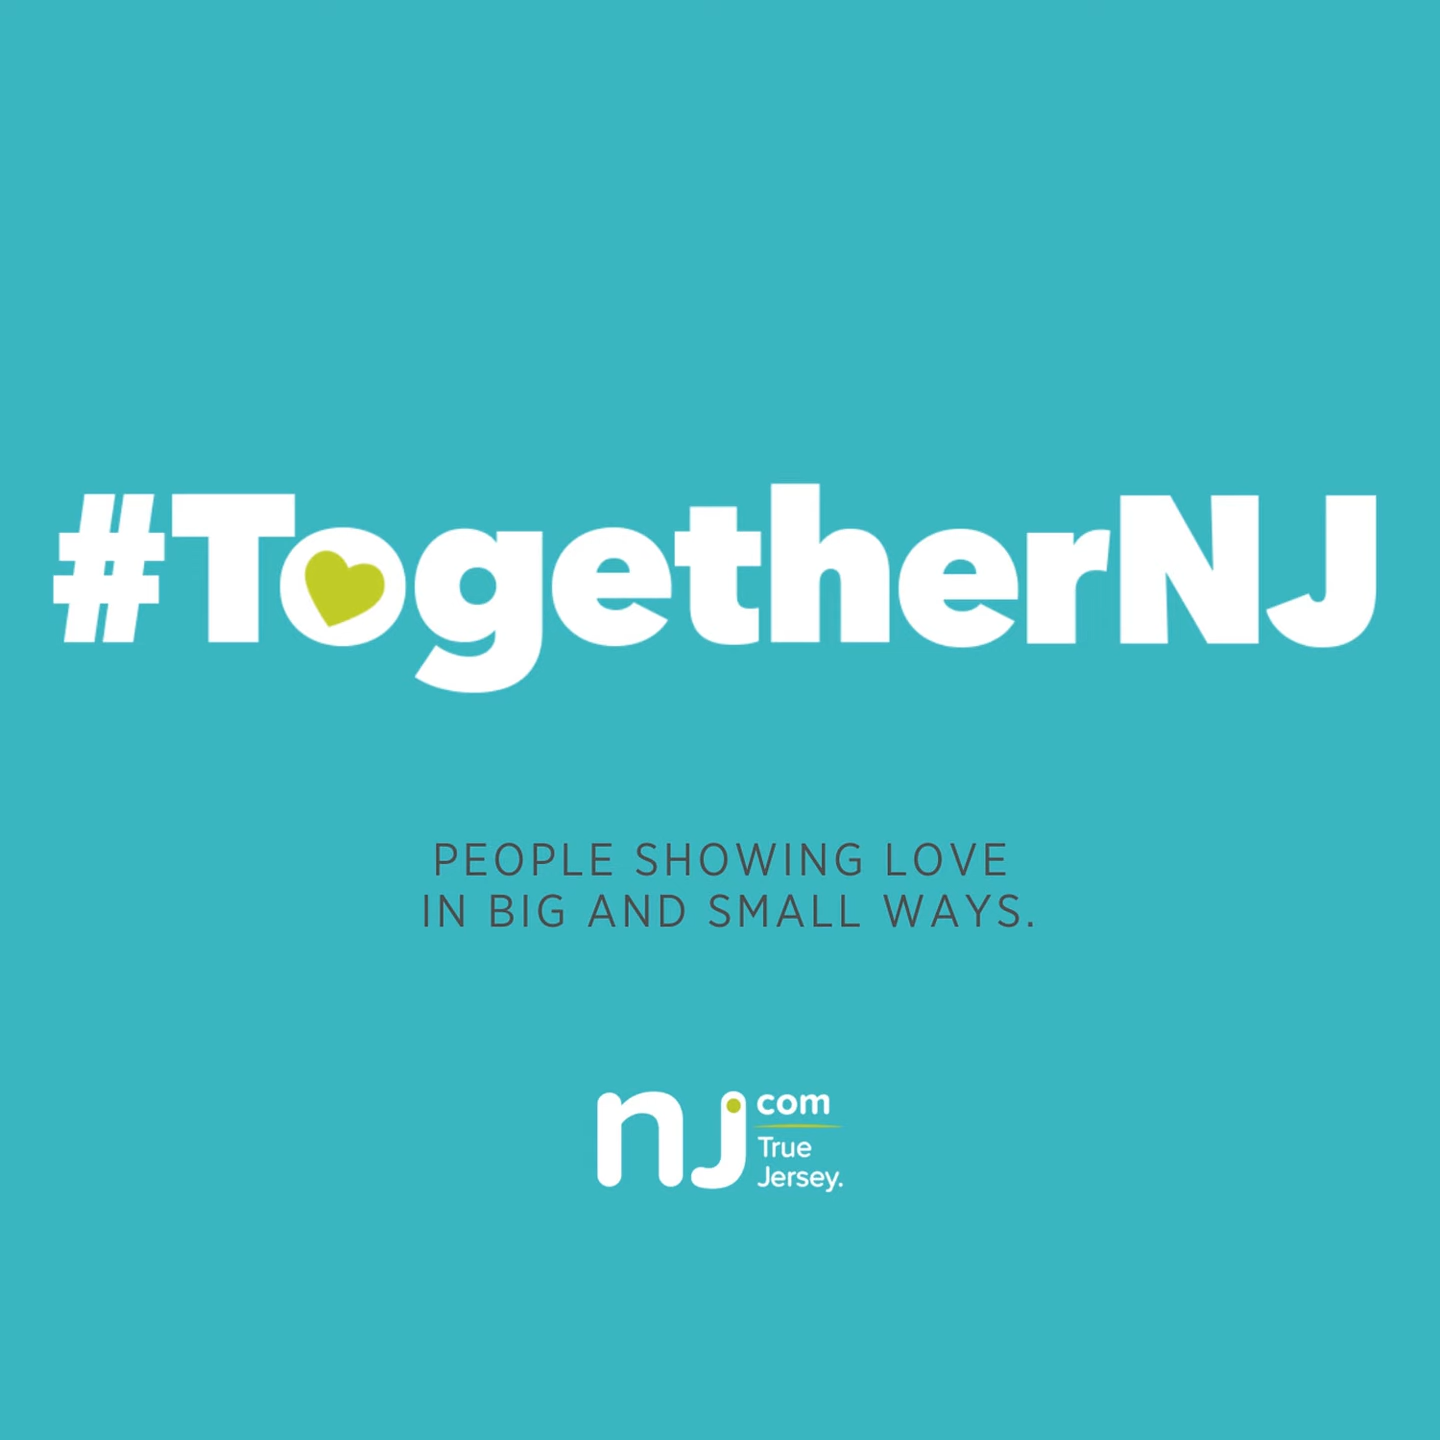 #TogetherNJ
PEOPLE SHOWING LOVE
IN BIG AND SMALL WAYS.
nj com
True
Jersey.